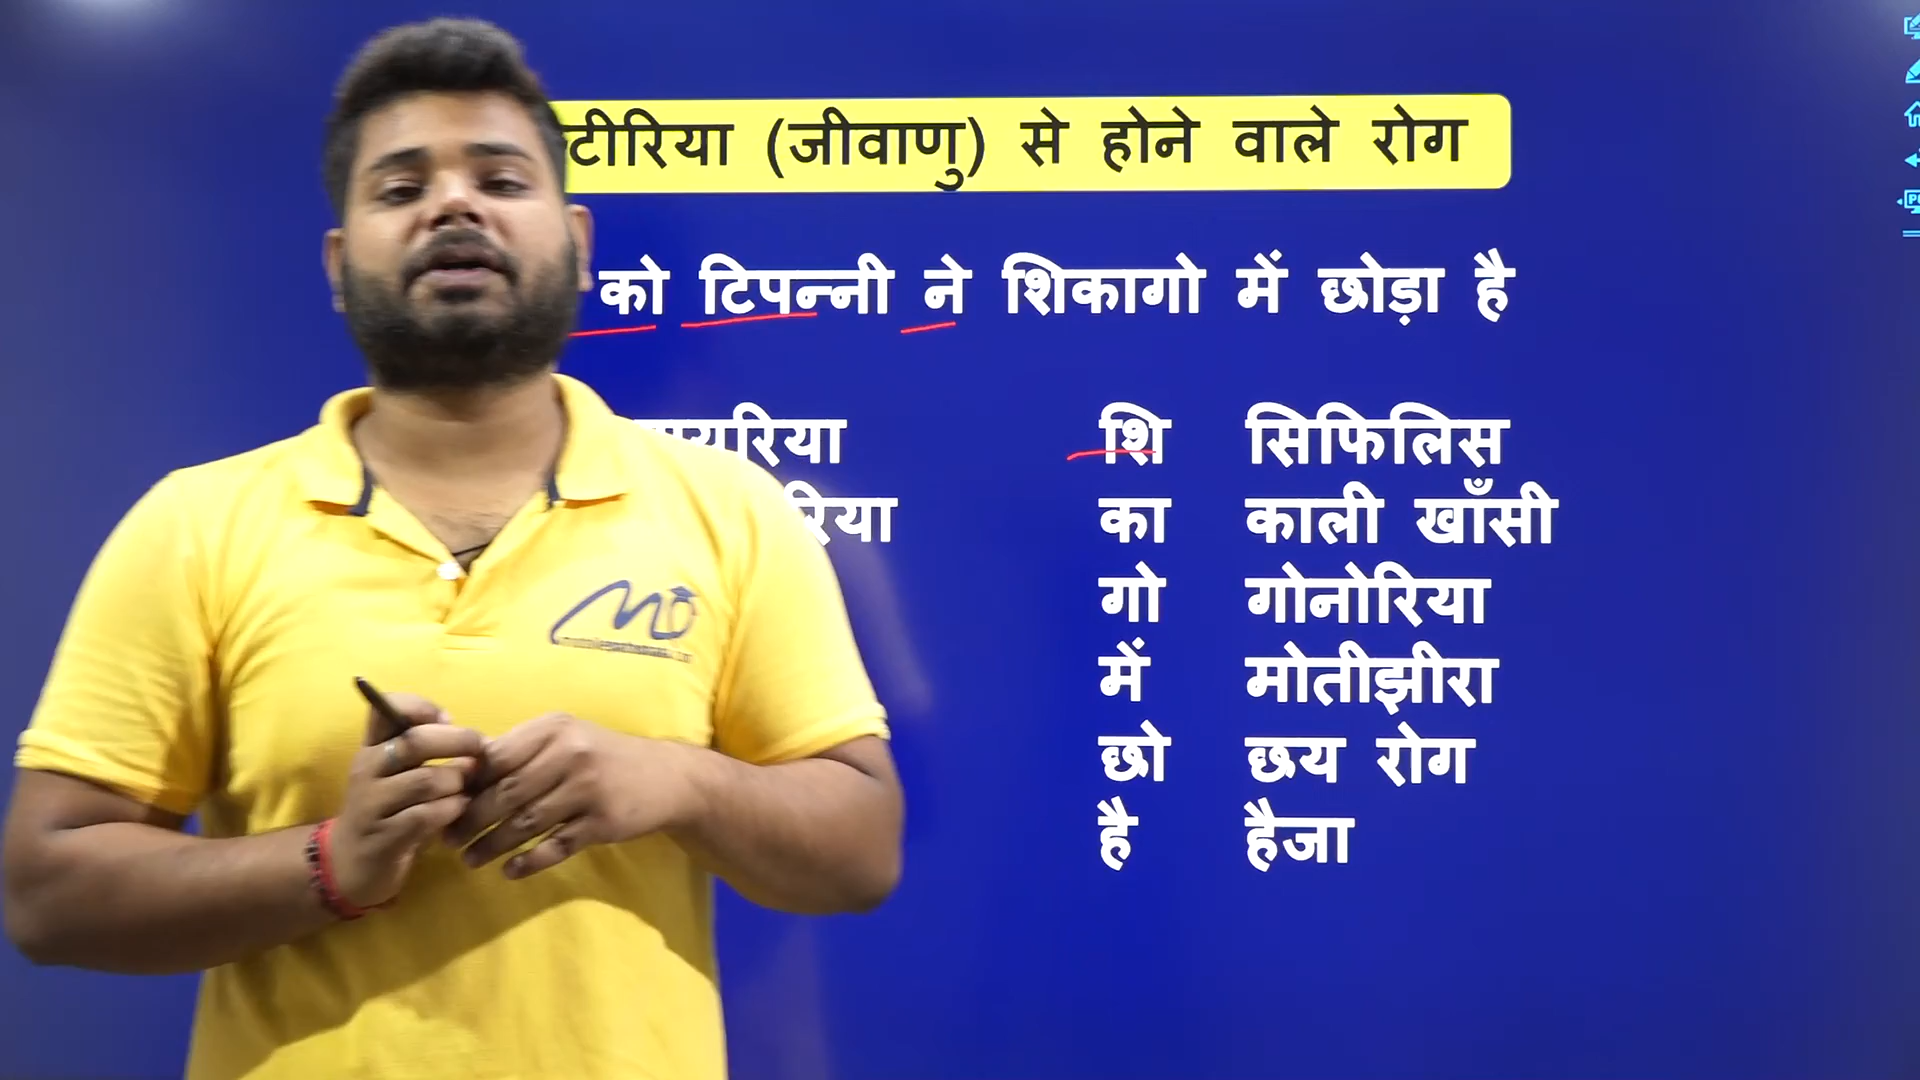 (जीवाणु) से होने वाले रोग
को टिपन्नी ने शिकागो में छोड़ा है
शि सिफिलिस
का काली खाँसी
गो गोनोरिया
में मोतीझीरा
छो छय रोग
है हैजा